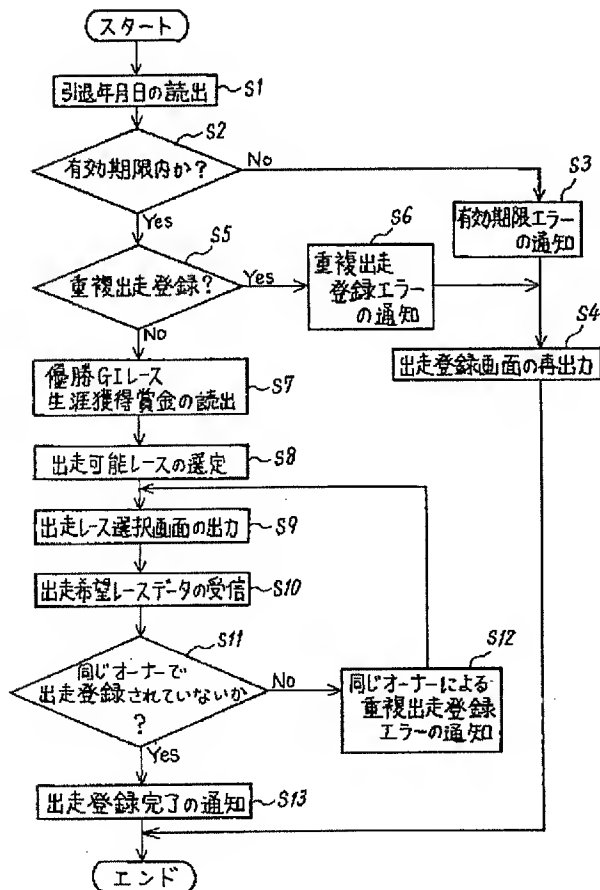 スタート
引退年月日の読出
S1
S2
有効期限内か?
No
Yes
S3
有効期限エラー
の通知
S5
重複出走登録?
Yes
No
S6
重複出走
登録エラー
の通知
S4
出走登録画面の再出力
優勝GIレース
生涯獲得賞金の読出
S7
出走可能レースの選定
S8
出走レース選択画面の出力
S9
出走希望レースデータの受信
S10
S11
同じオーナーで
出走登録されていないか
?
No
Yes
S12
同じオーナーによる
重複出走登録
エラーの通知
出走登録完了の通知
S13
エンド